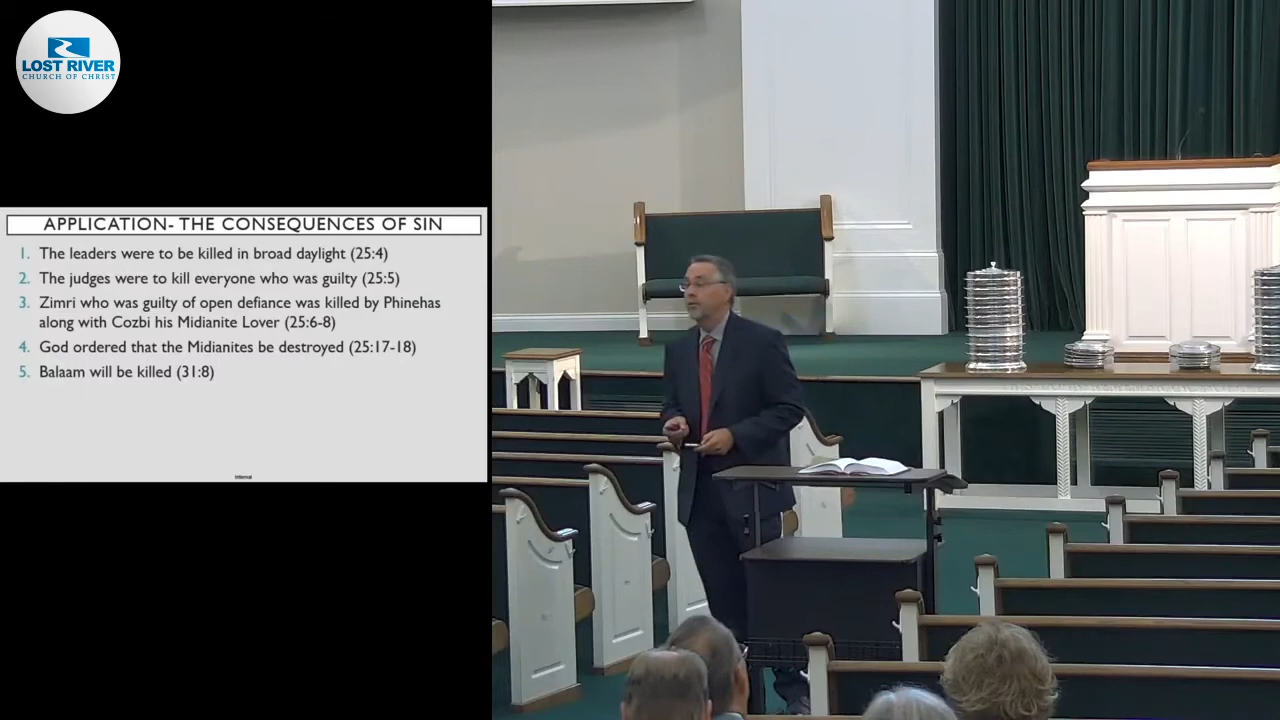 LOST RIVER
CHURCH OF CHRIST
APPLICATION- THE CONSEQUENCES OF SIN
1. The leaders were to be killed in broad daylight (25:4)
2. The judges were to kill everyone who was guilty (25:5)
3. Zimri who was guilty of open defiance was killed by Phinehas
along with Cozbi his Midianite Lover (25:6-8)
4. God ordered that the Midianites be destroyed (25:17-18)
5. Balaam will be killed (31:8)
Internal